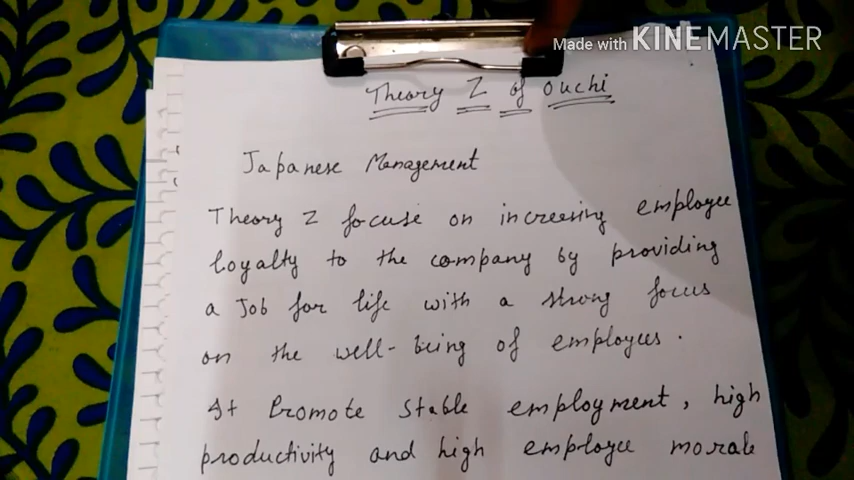 Made with KINEMASTER
Theory Z of Ouchi
Japanese Management
Theory Z focuse on increasing employee
loyalty to the company by providing
a Job for life with a strong focus
on the well-being of employees.
It Promote Stable employment, high
productivity and high employee morale